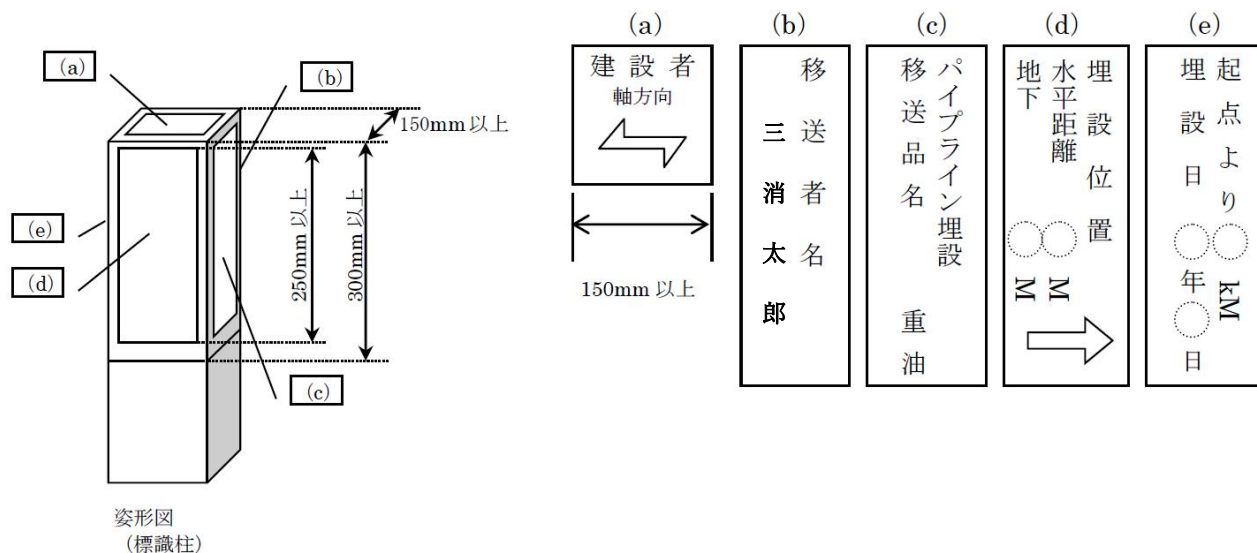 (a)
(b)
150mm 以上
(e)
(d)
250mm 以上
300mm 以上
(c)
姿形図
（標識柱）
(a)
建設者
軸方向
150mm 以上
(b)
移送者名
三消太郎
(c)
パイプライン埋設
移送品名 重油
(d)
埋設位置
水平距離 ○M
地下 ○M
(e)
起点より ○kM
埋設日 ○年○日